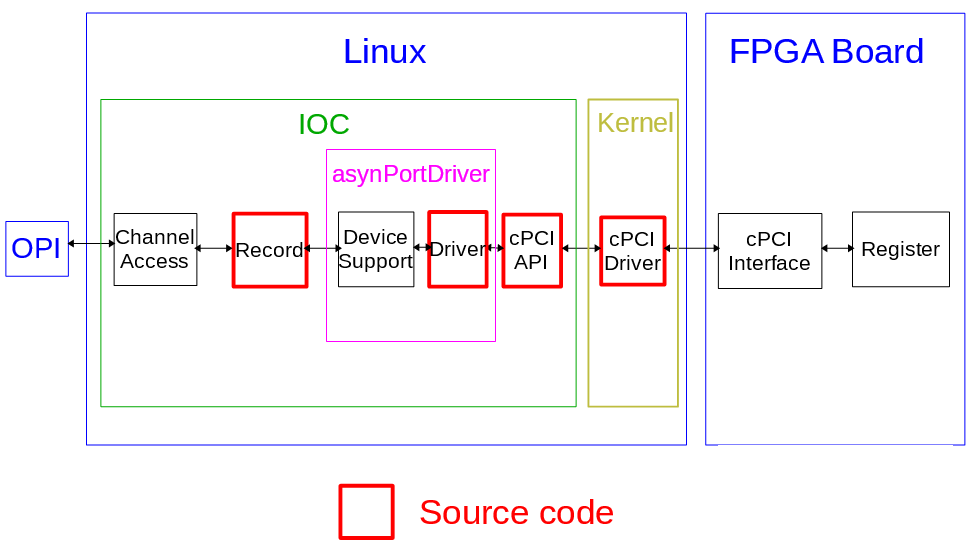 Linux
FPGA Board
IOC
Kernel
asynPortDriver
OPI
Channel
Access
Record
Device
Support
Driver
cPCI
API
cPCI
Driver
cPCI
Interface
Register
Source code